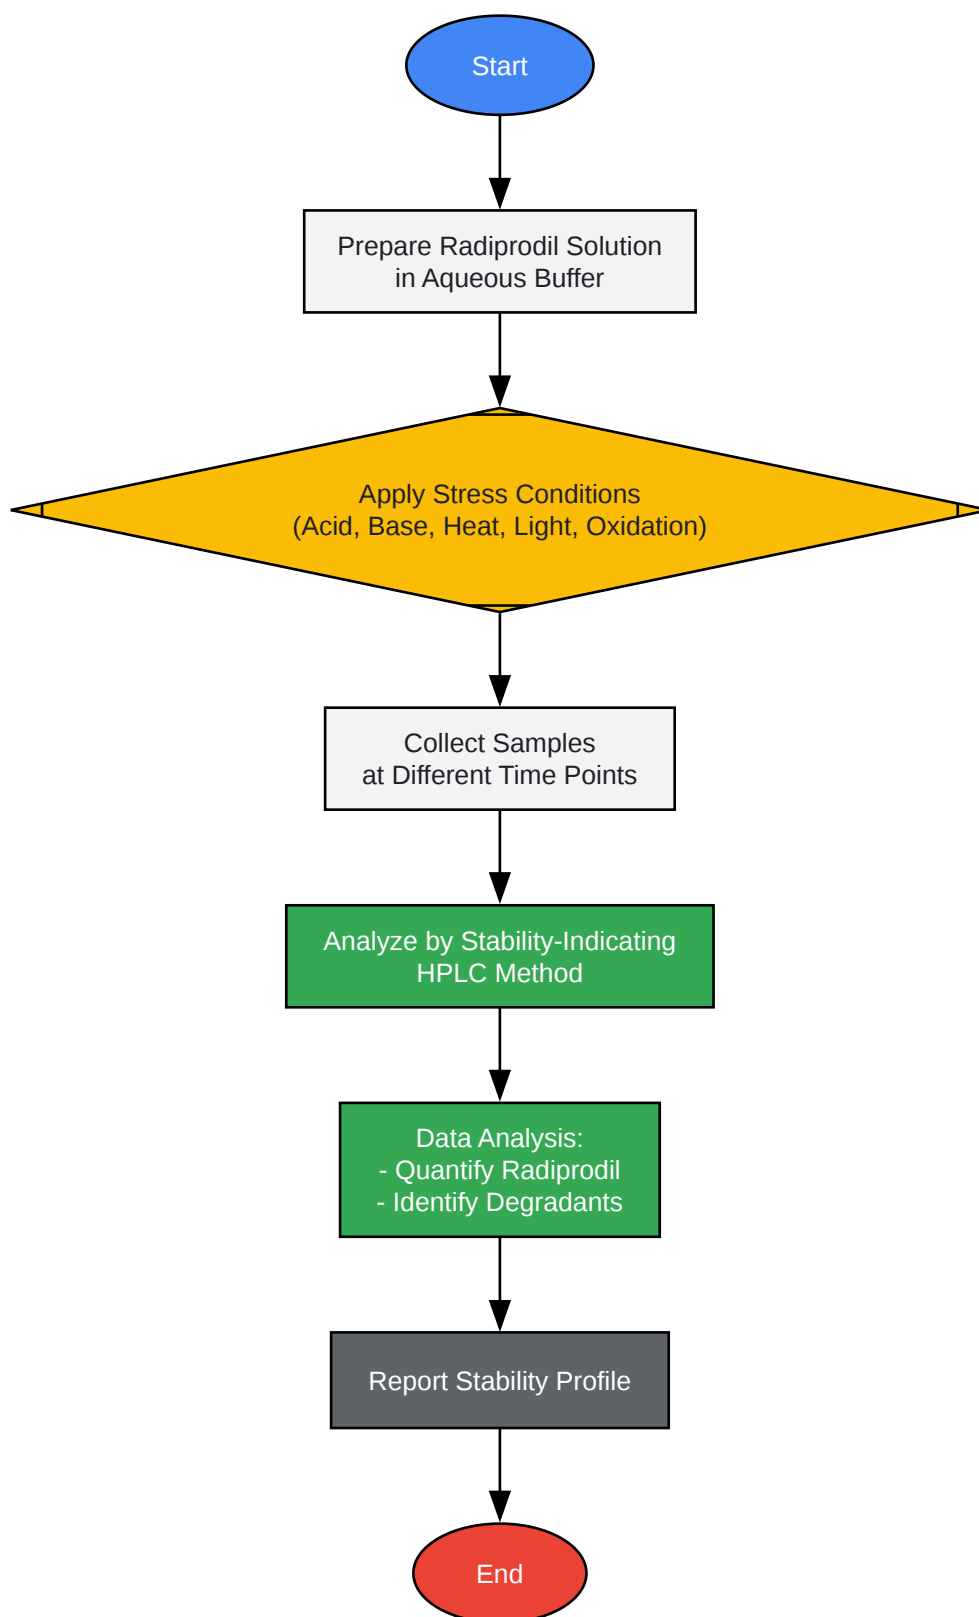 Start
Prepare Radiprodil Solution
in Aqueous Buffer
Apply Stress Conditions
(Acid, Base, Heat, Light, Oxidation)
Collect Samples
at Different Time Points
Analyze by Stability-Indicating
HPLC Method
Data Analysis:
- Quantify Radiprodil
- Identify Degradants
Report Stability Profile
End